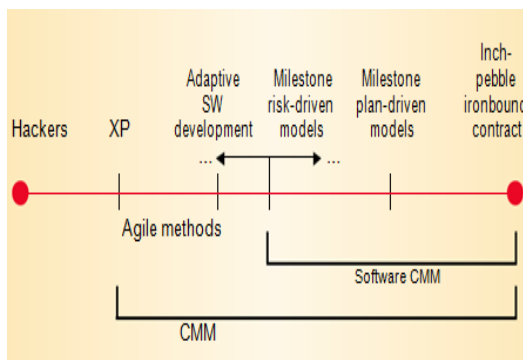 Hackers
XP
Adaptive
SW
development
Milestone
risk-driven
models
Milestone
plan-driven
models
Inch-
pebble
ironbound
contract
... ...
Agile methods
Software CMM
CMM